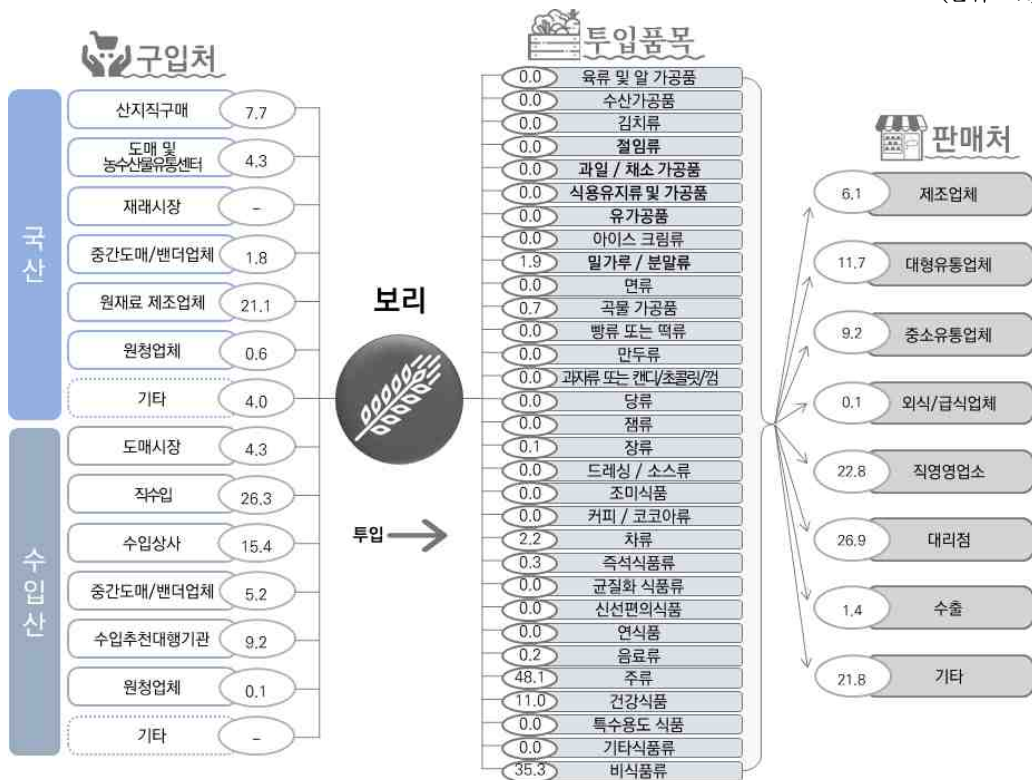 구입처
국산
산지직구매 7.7
도매 및
농수산물유통센터 4.3
재래시장 -
중간도매/밴더업체 1.8
원재료 제조업체 21.1
원청업체 0.6
기타 4.0
수입산
도매시장 4.3
직수입 26.3
수입상사 15.4
중간도매/밴더업체 5.2
수입추천대행기관 9.2
원청업체 0.1
기타 -
보리
투입
투입품목
0.0 육류 및 알 가공품
0.0 수산가공품
0.0 김치류
0.0 절임류
0.0 과일 / 채소 가공품
0.0 식용유지류 및 가공품
0.0 유가공품
0.0 아이스 크림류
1.9 밀가루 / 분말류
0.0 면류
0.7 곡물 가공품
0.0 빵류 또는 떡류
0.0 만두류
0.0 과자류 또는 캔디/초콜릿/껌
0.0 당류
0.0 잼류
0.1 장류
0.0 드레싱 / 소스류
0.0 조미식품
0.0 커피 / 코코아류
2.2 차류
0.3 즉석식품류
0.0 균질화 식품류
0.0 신선편의식품
0.0 연식품
0.2 음료류
48.1 주류
11.0 건강식품
0.0 특수용도 식품
0.0 기타식품류
35.3 비식품류
판매처
6.1 제조업체
11.7 대형유통업체
9.2 중소유통업체
0.1 외식/급식업체
22.8 직영영업소
26.9 대리점
1.4 수출
21.8 기타